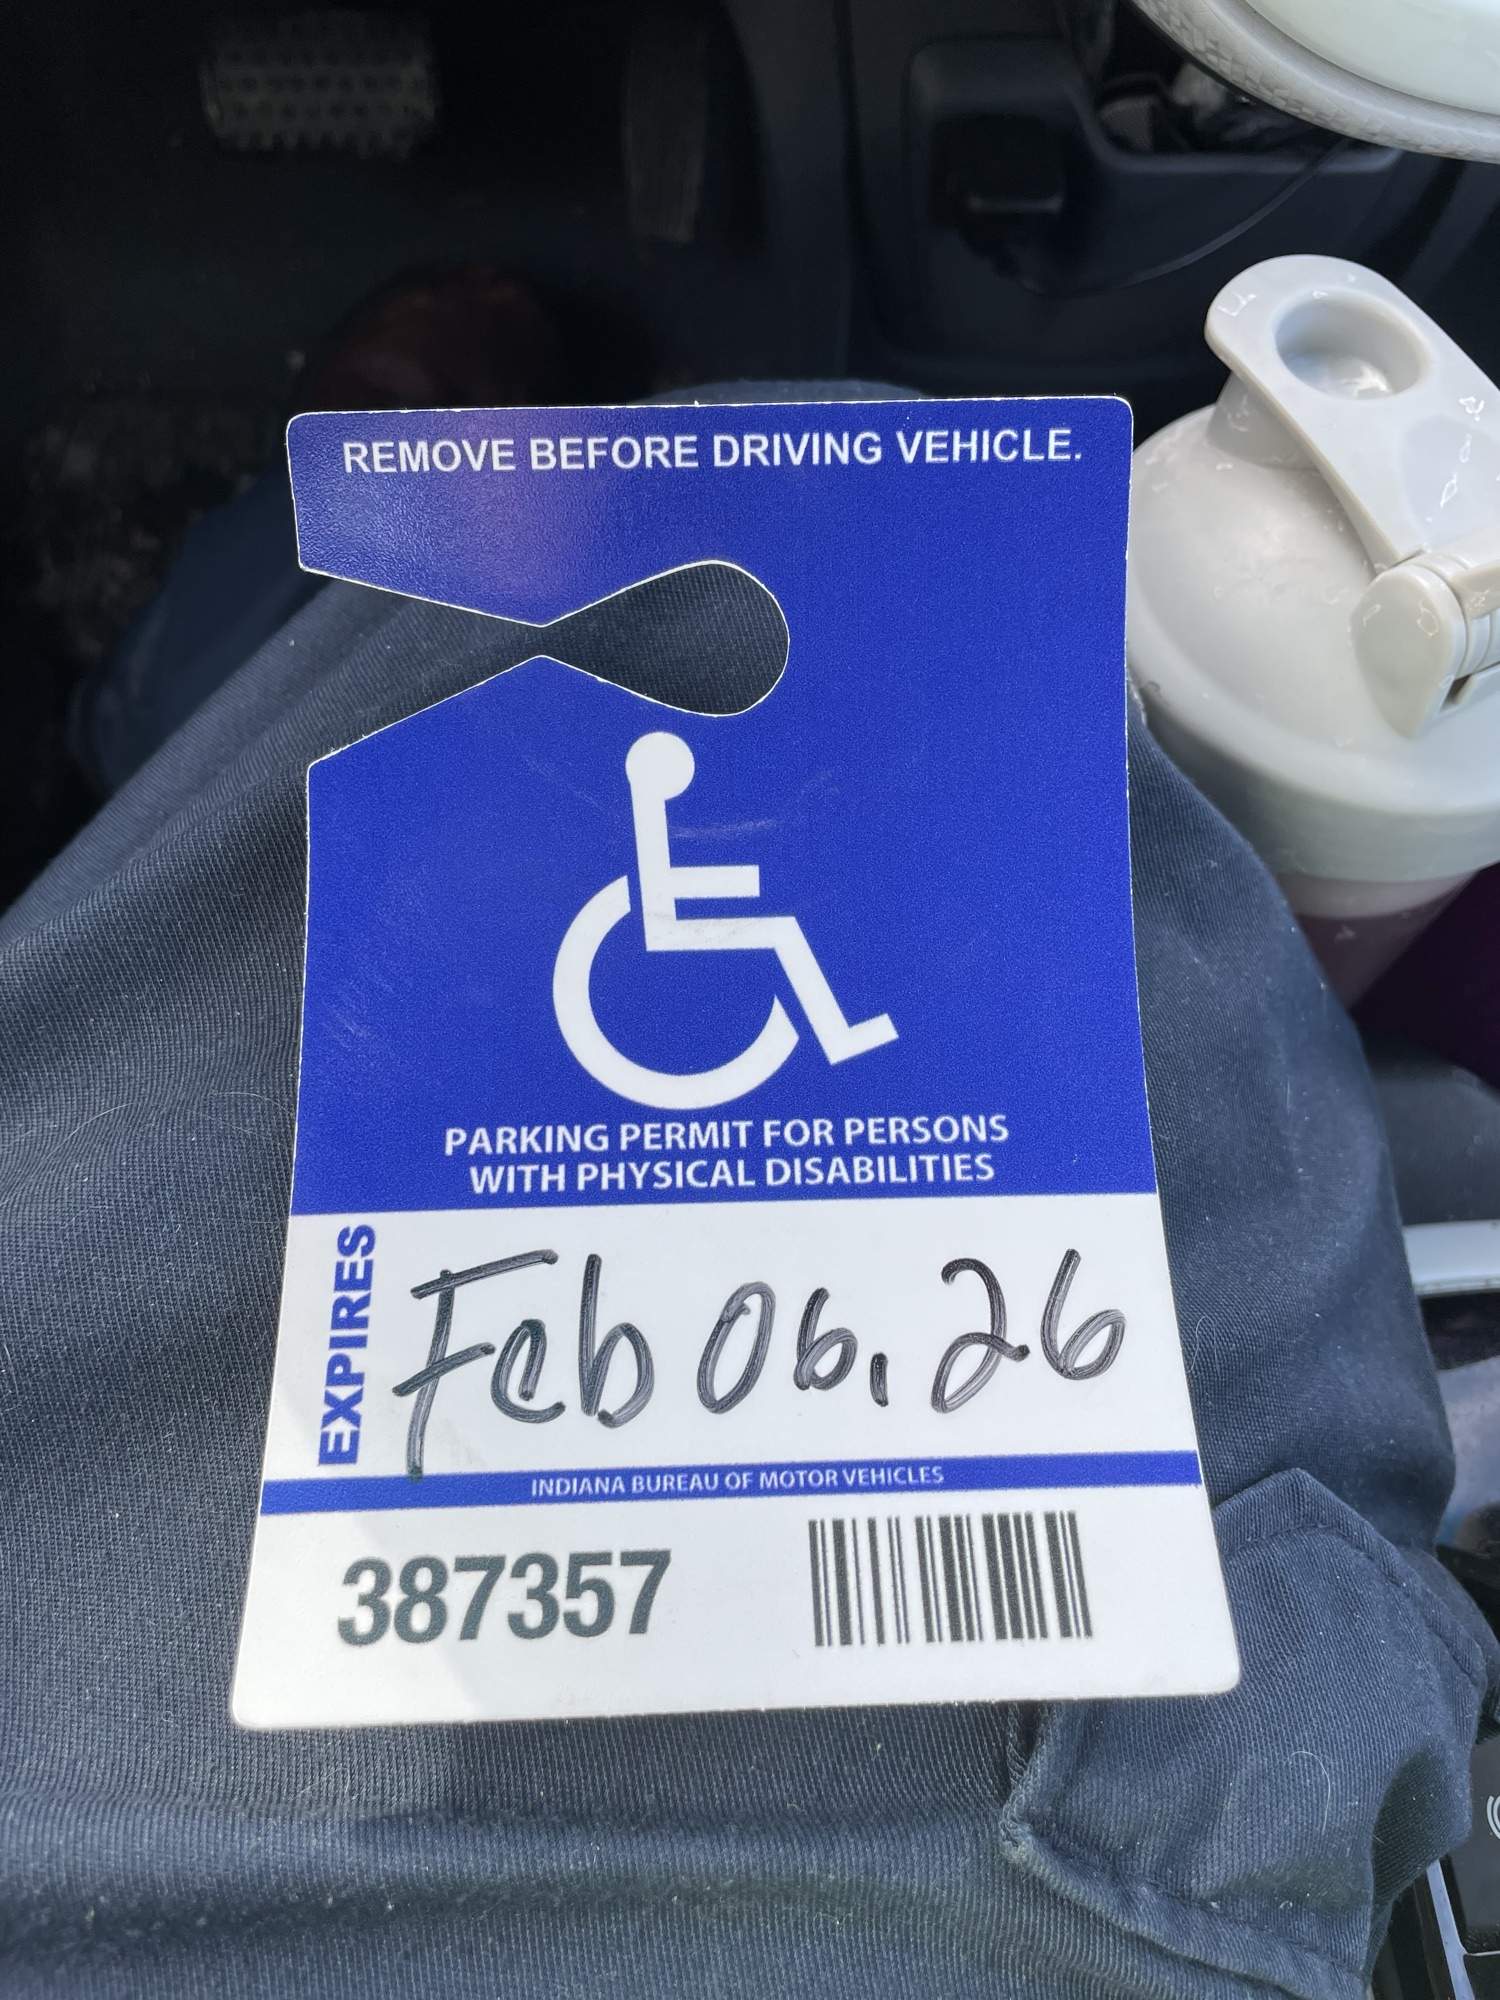 REMOVE BEFORE DRIVING VEHICLE.
PARKING PERMIT FOR PERSONS
WITH PHYSICAL DISABILITIES
EXPIRES
Feb 06, 26
INDIANA BUREAU OF MOTOR VEHICLES
387357